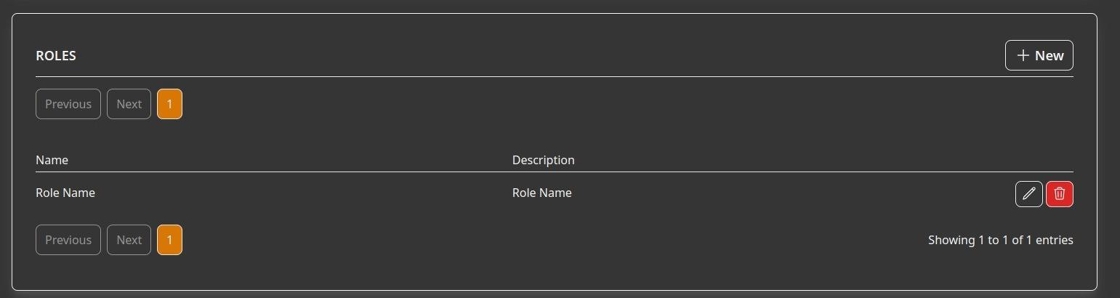 ROLES
+ New
Previous Next 1
Name Description
Role Name Role Name
Previous Next 1 Showing 1 to 1 of 1 entries